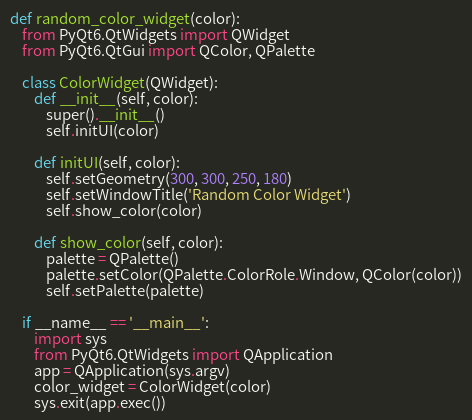 def random_color_widget(color):
    from PyQt6.QtWidgets import QWidget
    from PyQt6.QtGui import QColor, QPalette

    class ColorWidget(QWidget):
        def __init__(self, color):
            super().__init__()
            self.initUI(color)

        def initUI(self, color):
            self.setGeometry(300, 300, 250, 180)
            self.setWindowTitle('Random Color Widget')
            self.show_color(color)

        def show_color(self, color):
            palette = QPalette()
            palette.setColor(QPalette.ColorRole.Window, QColor(color))
            self.setPalette(palette)

    if __name__ == '__main__':
        import sys
        from PyQt6.QtWidgets import QApplication
        app = QApplication(sys.argv)
        color_widget = ColorWidget(color)
        sys.exit(app.exec())